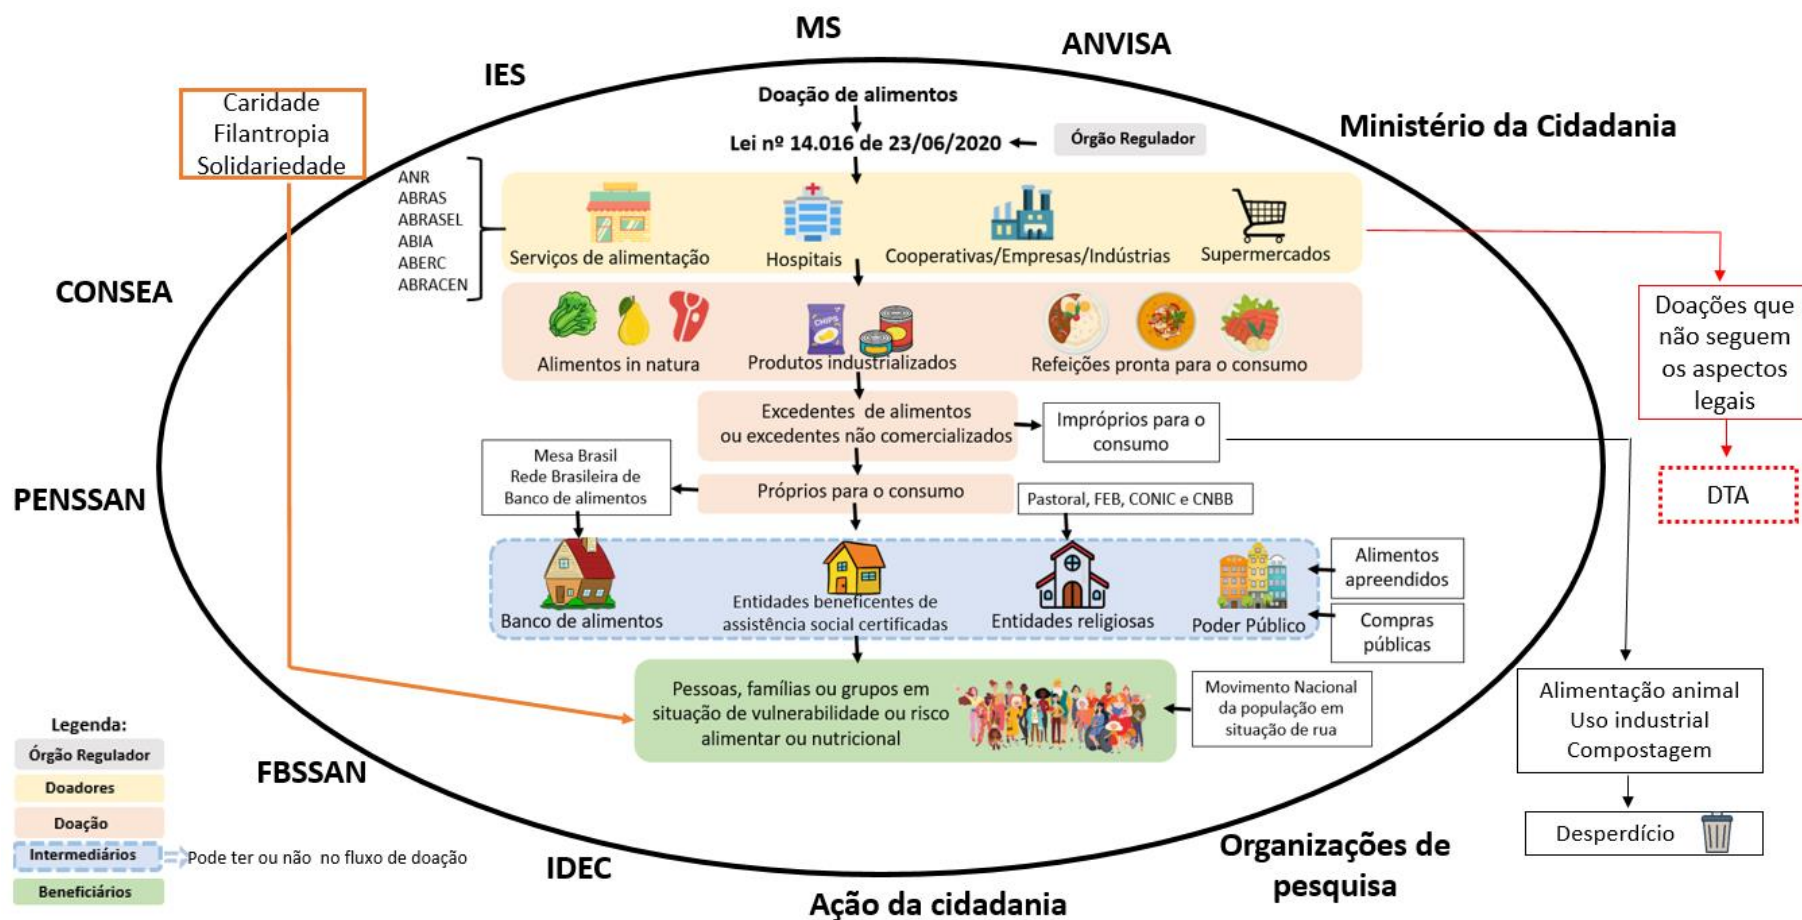 MS
ANVISA
IES
Caridade
Filantropia
Solidariedade
Doação de alimentos
Ministério da Cidadania
Lei nº 14.016 de 23/06/2020
Órgão Regulador
ANR
ABRAS
ABRASEL
ABIA
ABERC
ABRACEN
Serviços de alimentação
Hospitais
Cooperativas/Empresas/Indústrias
Supermercados
CONSEA
CHIPS
Alimentos in natura
Produtos industrializados
Refeições pronta para o consumo
Doações que
não seguem
os aspectos
legais
Excedentes de alimentos
ou excedentes não comercializados
Impróprios para o
consumo
Mesa Brasil
Rede Brasileira de
Banco de alimentos
Próprios para o consumo
Pastoral, FEB, CONIC e CNBB
DTA
PENSSAN
Banco de alimentos
Entidades beneficentes de
assistência social certificadas
Entidades religiosas
Poder Público
Alimentos
apreendidos
Compras
públicas
Pessoas, famílias ou grupos em
situação de vulnerabilidade ou risco
alimentar ou nutricional
Movimento Nacional
da população em
situação de rua
Alimentação animal
Uso industrial
Compostagem
Desperdício
Legenda:
Órgão Regulador
Doadores
Doação
Intermediários
Pode ter ou não no fluxo de doação
Beneficiários
FBSSAN
IDEC
Ação da cidadania
Organizações de
pesquisa